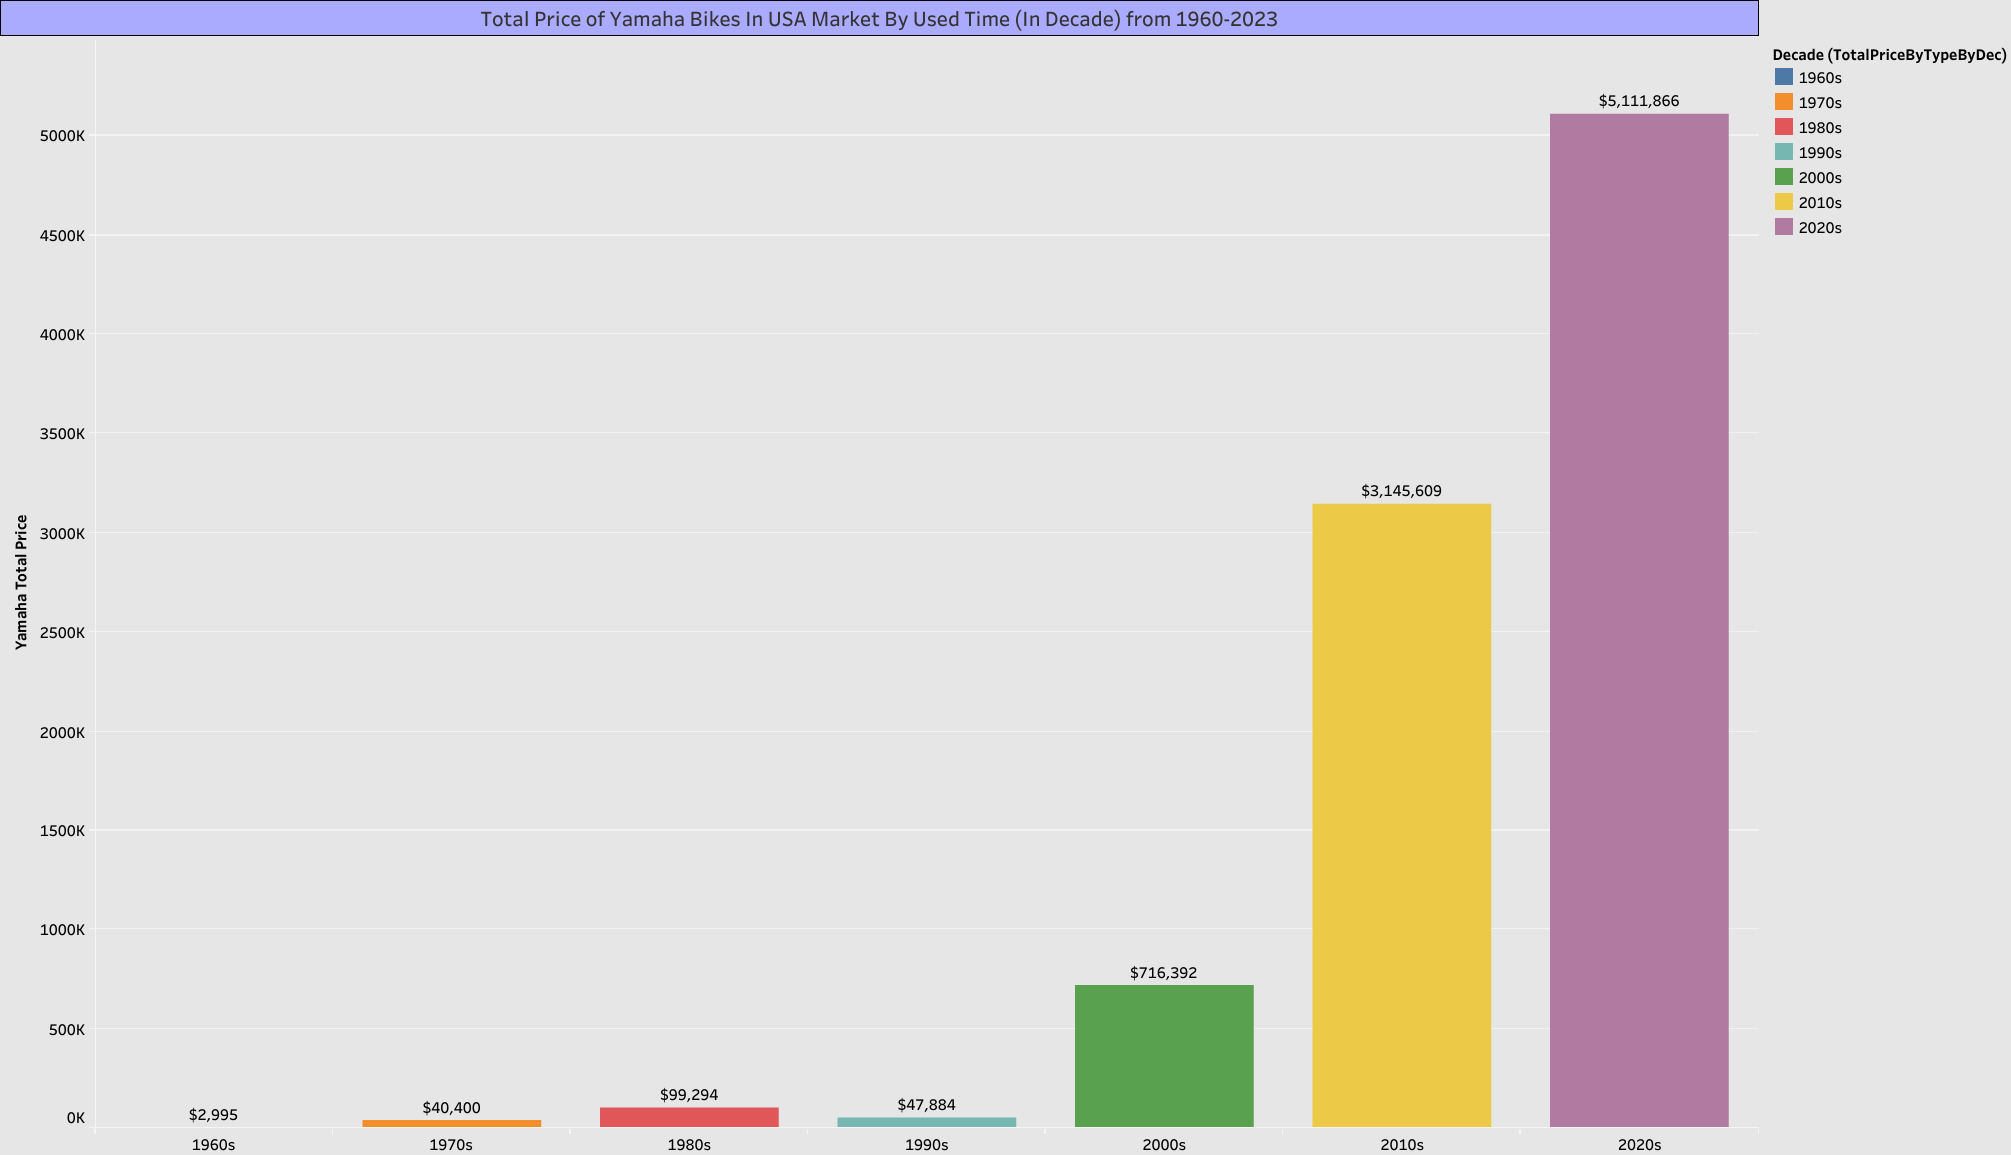 Total Price of Yamaha Bikes In USA Market By Used Time (In Decade) from 1960-2023
Decade (TotalPriceByTypeByDec)
1960s
1970s
1980s
1990s
2000s
2010s
2020s
Yamaha Total Price
5000K
4500K
4000K
3500K
3000K
2500K
2000K
1500K
1000K
500K
0K
$2,995
$40,400
$99,294
$47,884
$716,392
$3,145,609
$5,111,866
1960s
1970s
1980s
1990s
2000s
2010s
2020s